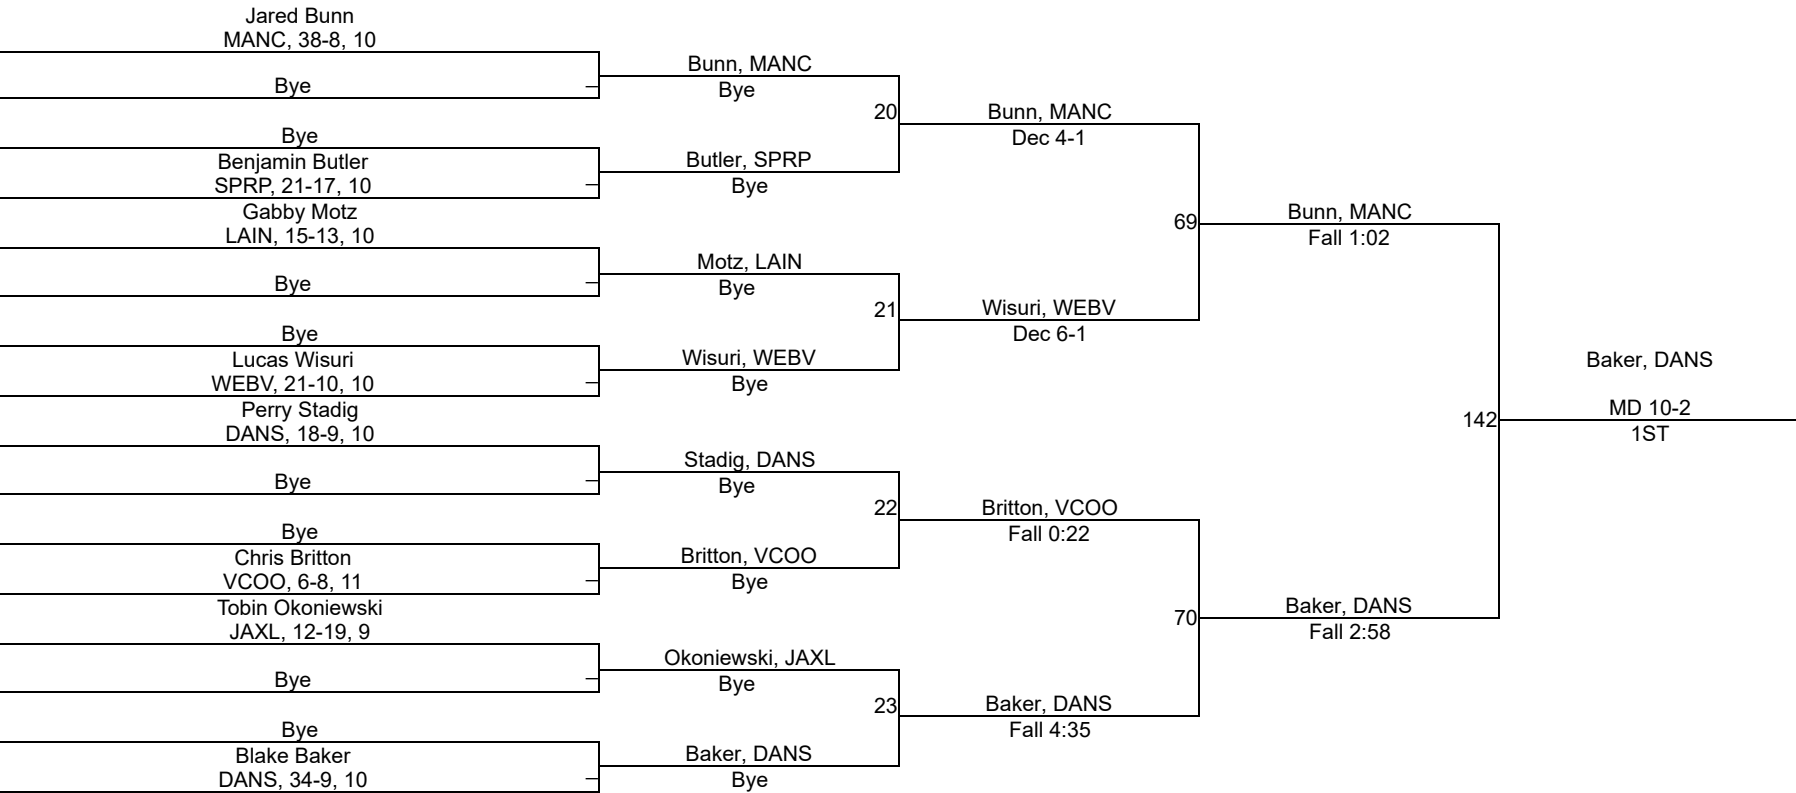 Jared Bunn
MANC, 38-8, 10
Bye
Bye
Benjamin Butler
SPRP, 21-17, 10
Gabby Motz
LAIN, 15-13, 10
Bye
Bye
Lucas Wisuri
WEBV, 21-10, 10
Perry Stadig
DANS, 18-9, 10
Bye
Bye
Chris Britton
VCOO, 6-8, 11
Tobin Okoniewski
JAXL, 12-19, 9
Bye
Bye
Blake Baker
DANS, 34-9, 10
Bunn, MANC
Bye
20
Butler, SPRP
Bye
Motz, LAIN
Bye
21
Wisuri, WEBV
Bye
Stadig, DANS
Bye
22
Britton, VCOO
Bye
Okoniewski, JAXL
Bye
23
Baker, DANS
Bye
Bunn, MANC
Dec 4-1
69
Wisuri, WEBV
Dec 6-1
Britton, VCOO
Fall 0:22
70
Baker, DANS
Fall 4:35
Bunn, MANC
Fall 1:02
142
Baker, DANS
Fall 2:58
Baker, DANS
MD 10-2
1ST